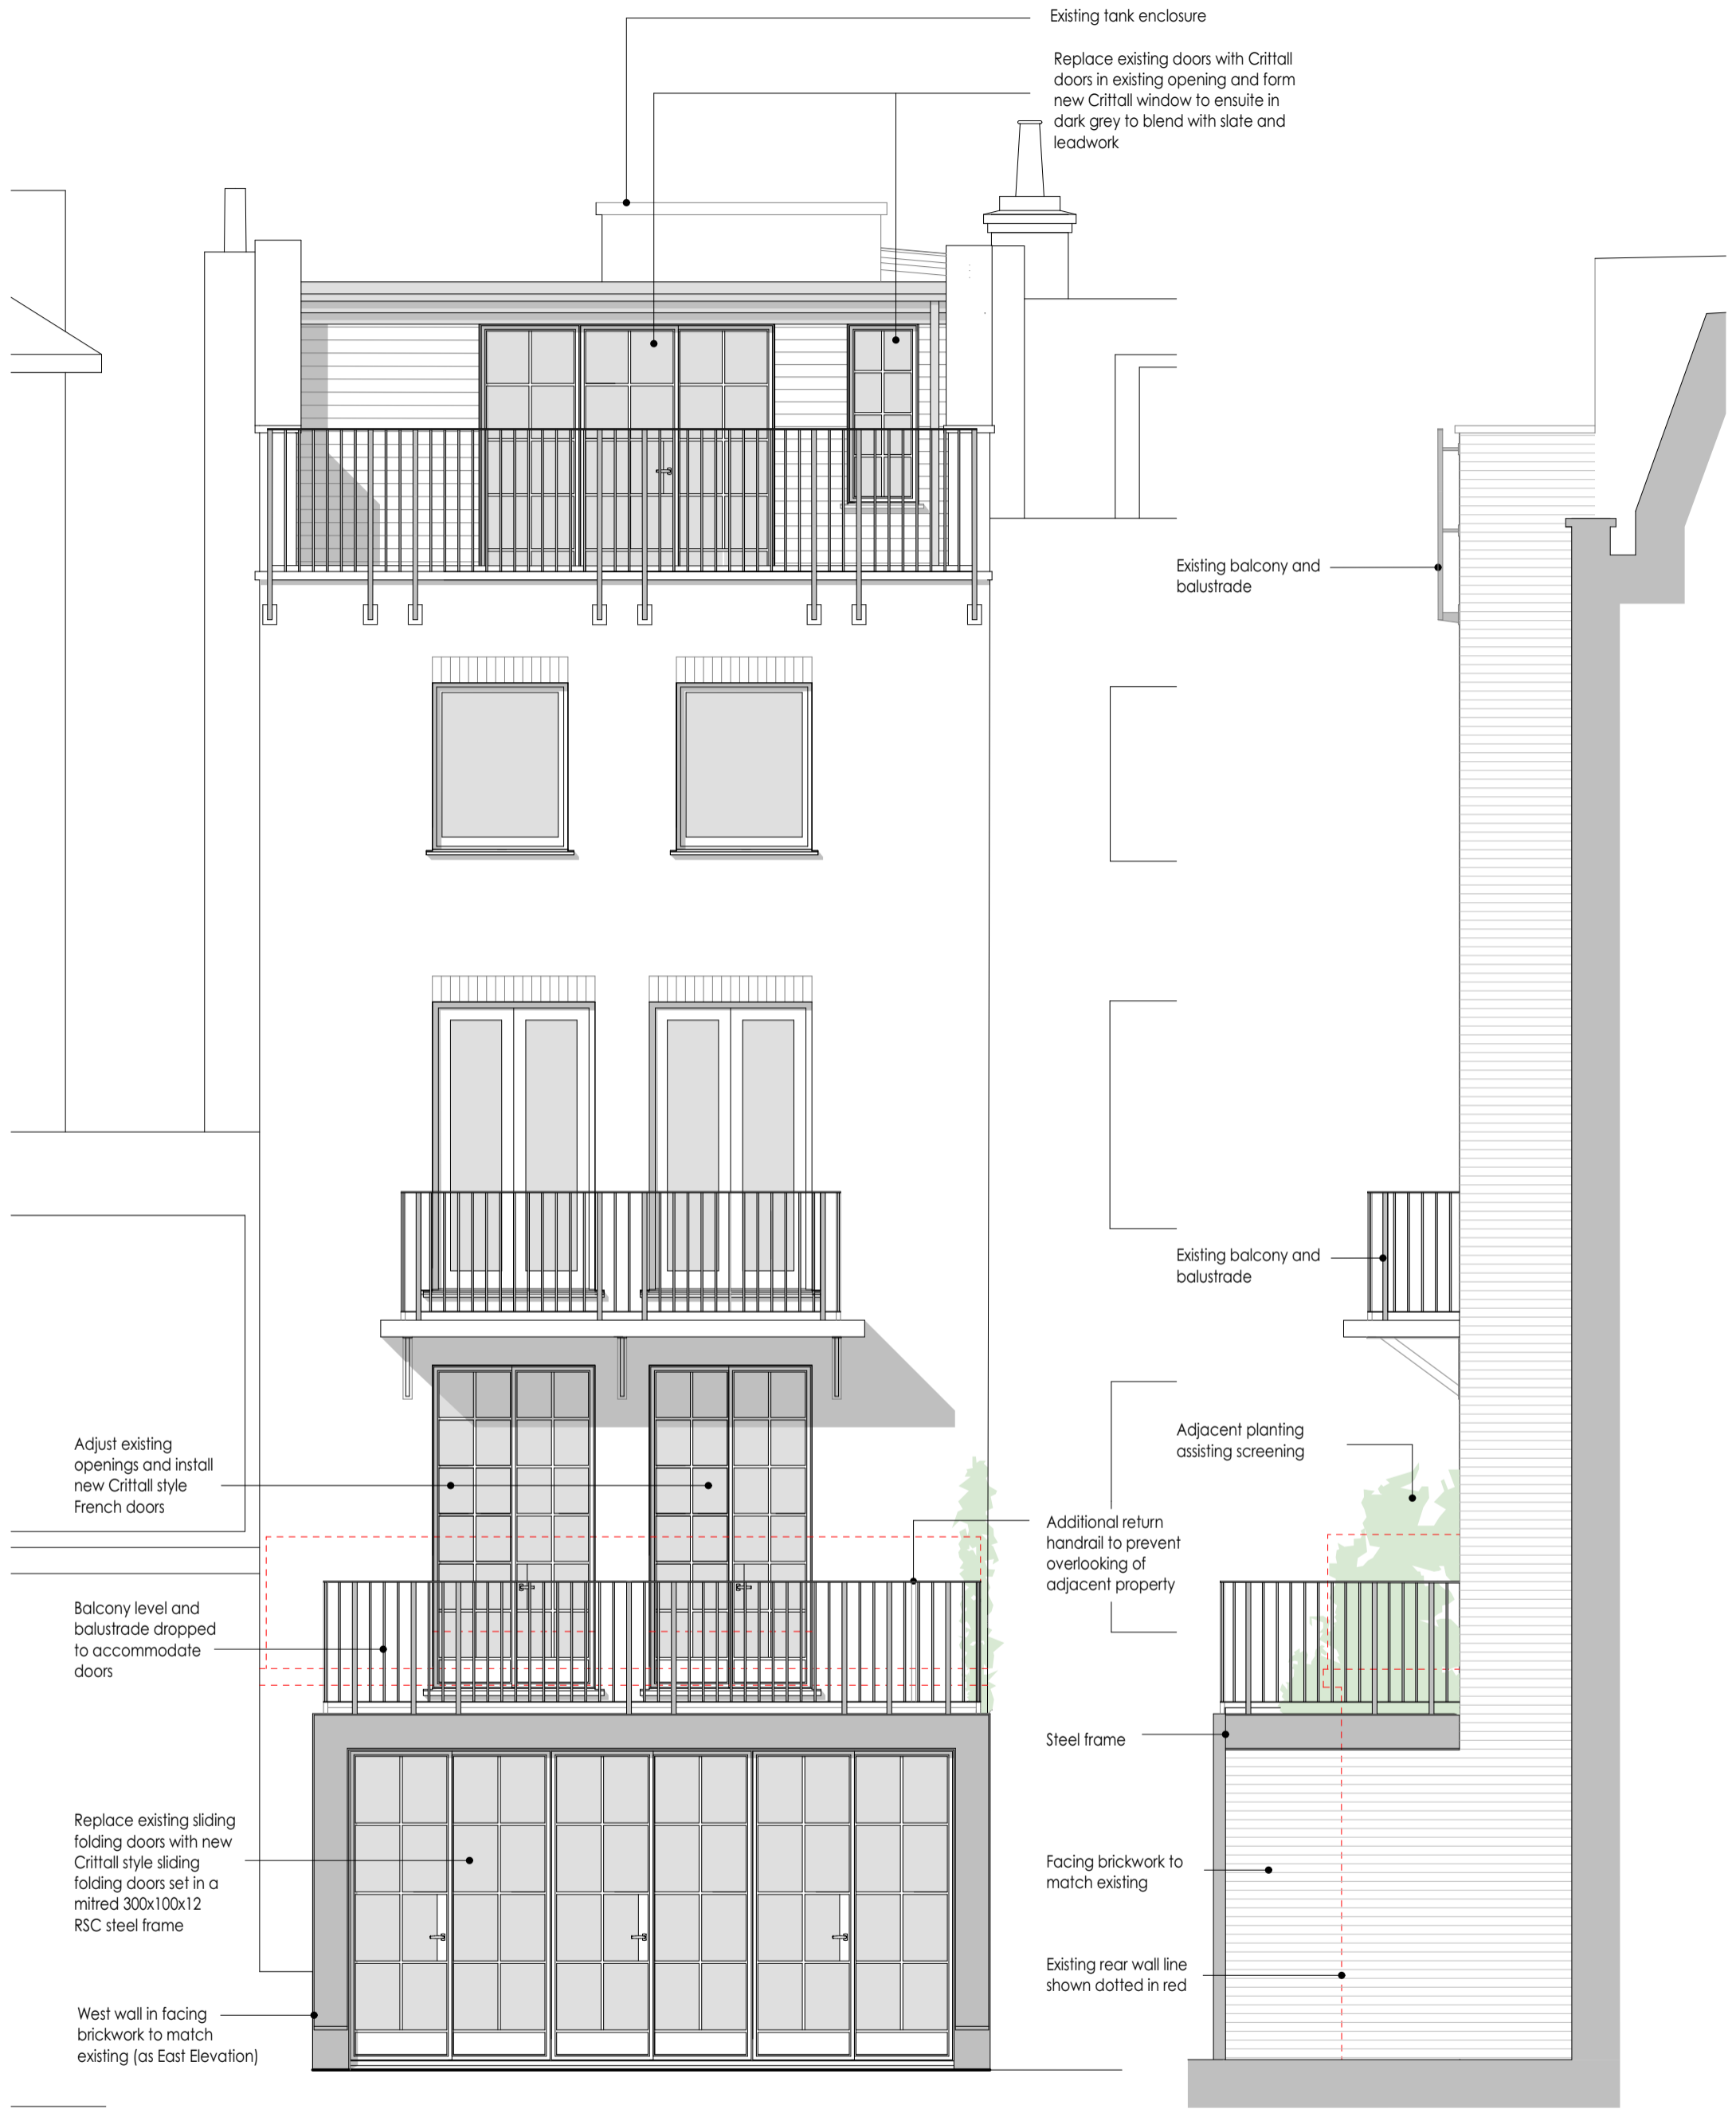 Existing tank enclosure
Replace existing doors with Crittall
doors in existing opening and form
new Crittall window to ensuite in
dark grey to blend with slate and
leadwork
Existing balcony and
balustrade
Existing balcony and
balustrade
Adjacent planting
assisting screening
Adjust existing
openings and install
new Crittall style
French doors
Additional return
handrail to prevent
overlooking of
adjacent property
Balcony level and
balustrade dropped
to accommodate
doors
Steel frame
Replace existing sliding
folding doors with new
Crittall style sliding
folding doors set in a
mitred 300x100x12
RSC steel frame
Facing brickwork to
match existing
Existing rear wall line
shown dotted in red
West wall in facing
brickwork to match
existing (as East Elevation)